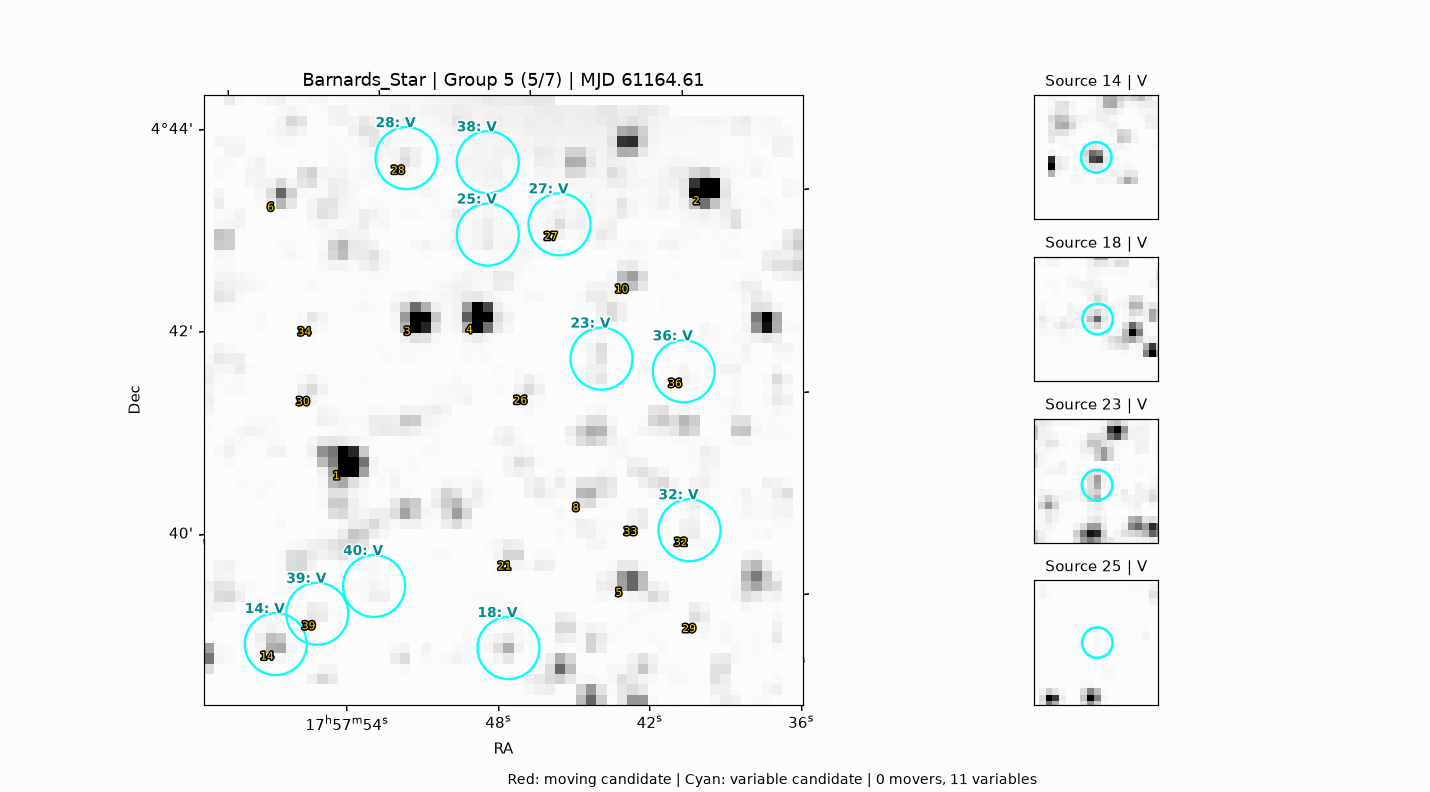 Barnards_Star | Group 5 (5/7) | MJD 61164.61
Source 14 | V
4°44'
28: V
38: V
28
27: V
2
25: V
6
27
Source 18 | V
10
34
42'
3
4
23: V
36: V
36
Dec
30
26
Source 23 | V
1
32: V
8
33
40'
32
40: V
21
Source 25 | V
39: V
5
14: V
18: V
39
29
14
17ʰ57ᵐ54ˢ
48ˢ
42ˢ
36ˢ
RA
Red: moving candidate | Cyan: variable candidate | 0 movers, 11 variables